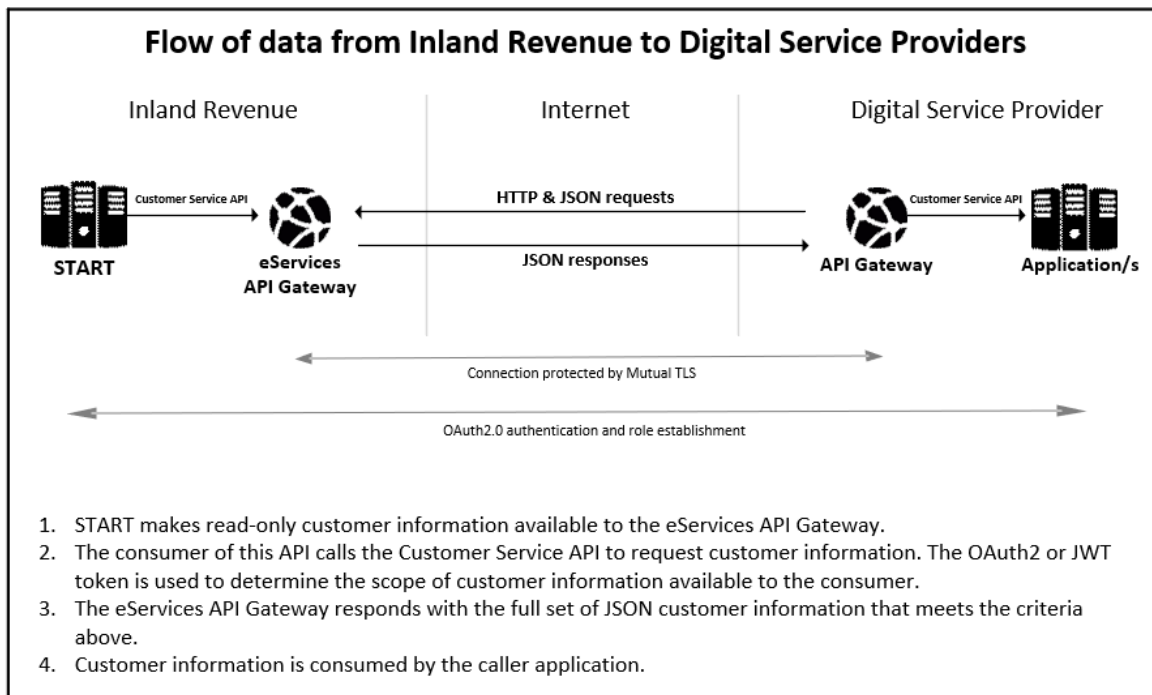 Flow of data from Inland Revenue to Digital Service Providers
Inland Revenue
Internet
Digital Service Provider
Customer Service API
HTTP & JSON requests
Customer Service API
JSON responses
START
eServices
API Gateway
API Gateway
Application/s
Connection protected by Mutual TLS
OAuth2.0 authentication and role establishment
1. START makes read-only customer information available to the eServices API Gateway.
2. The consumer of this API calls the Customer Service API to request customer information. The OAuth2 or JWT
token is used to determine the scope of customer information available to the consumer.
3. The eServices API Gateway responds with the full set of JSON customer information that meets the criteria
above.
4. Customer information is consumed by the caller application.